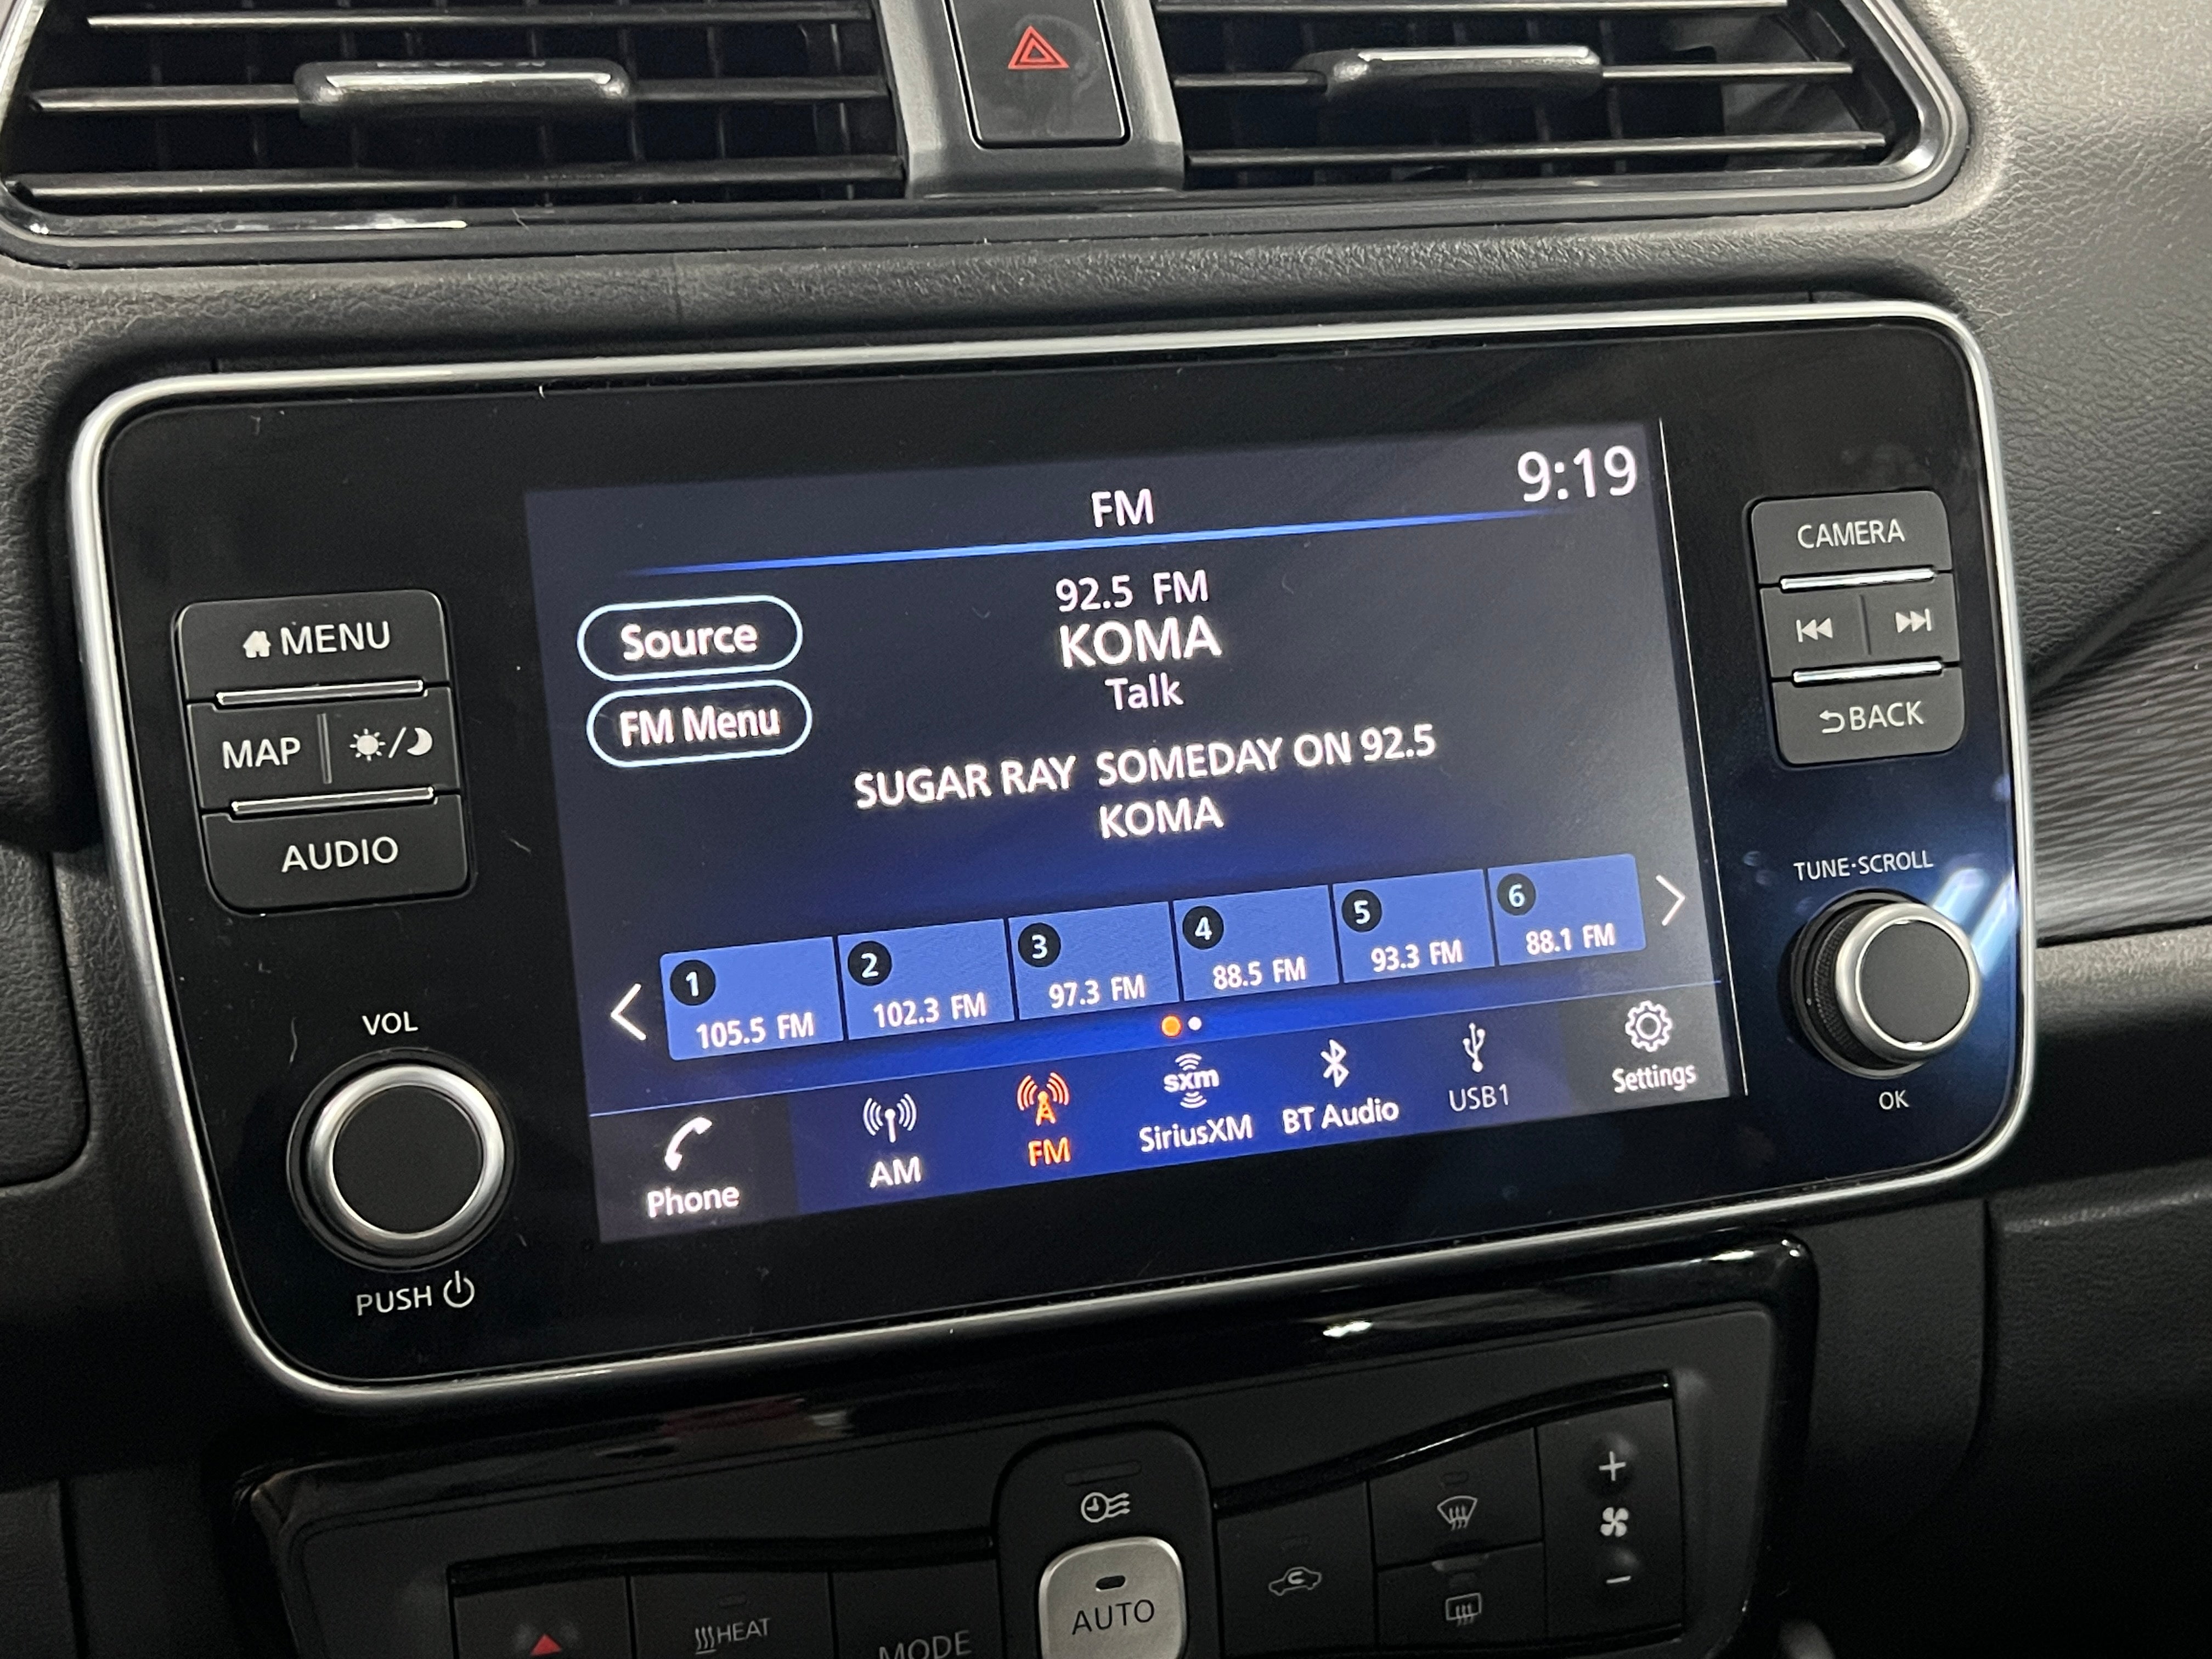 9:19
FM
92.5 FM
KOMA
Talk
SUGAR RAY SOMEDAY ON 92.5
KOMA
Source
FM Menu
MENU
MAP
AUDIO
VOL
PUSH
CAMERA
BACK
TUNE·SCROLL
OK
1 2 3 4 5 6
105.5 FM 102.3 FM 97.3 FM 88.5 FM 93.3 FM 88.1 FM
sxm
Phone AM FM SiriusXM BT Audio USB1 Settings
HEAT
MODE
AUTO